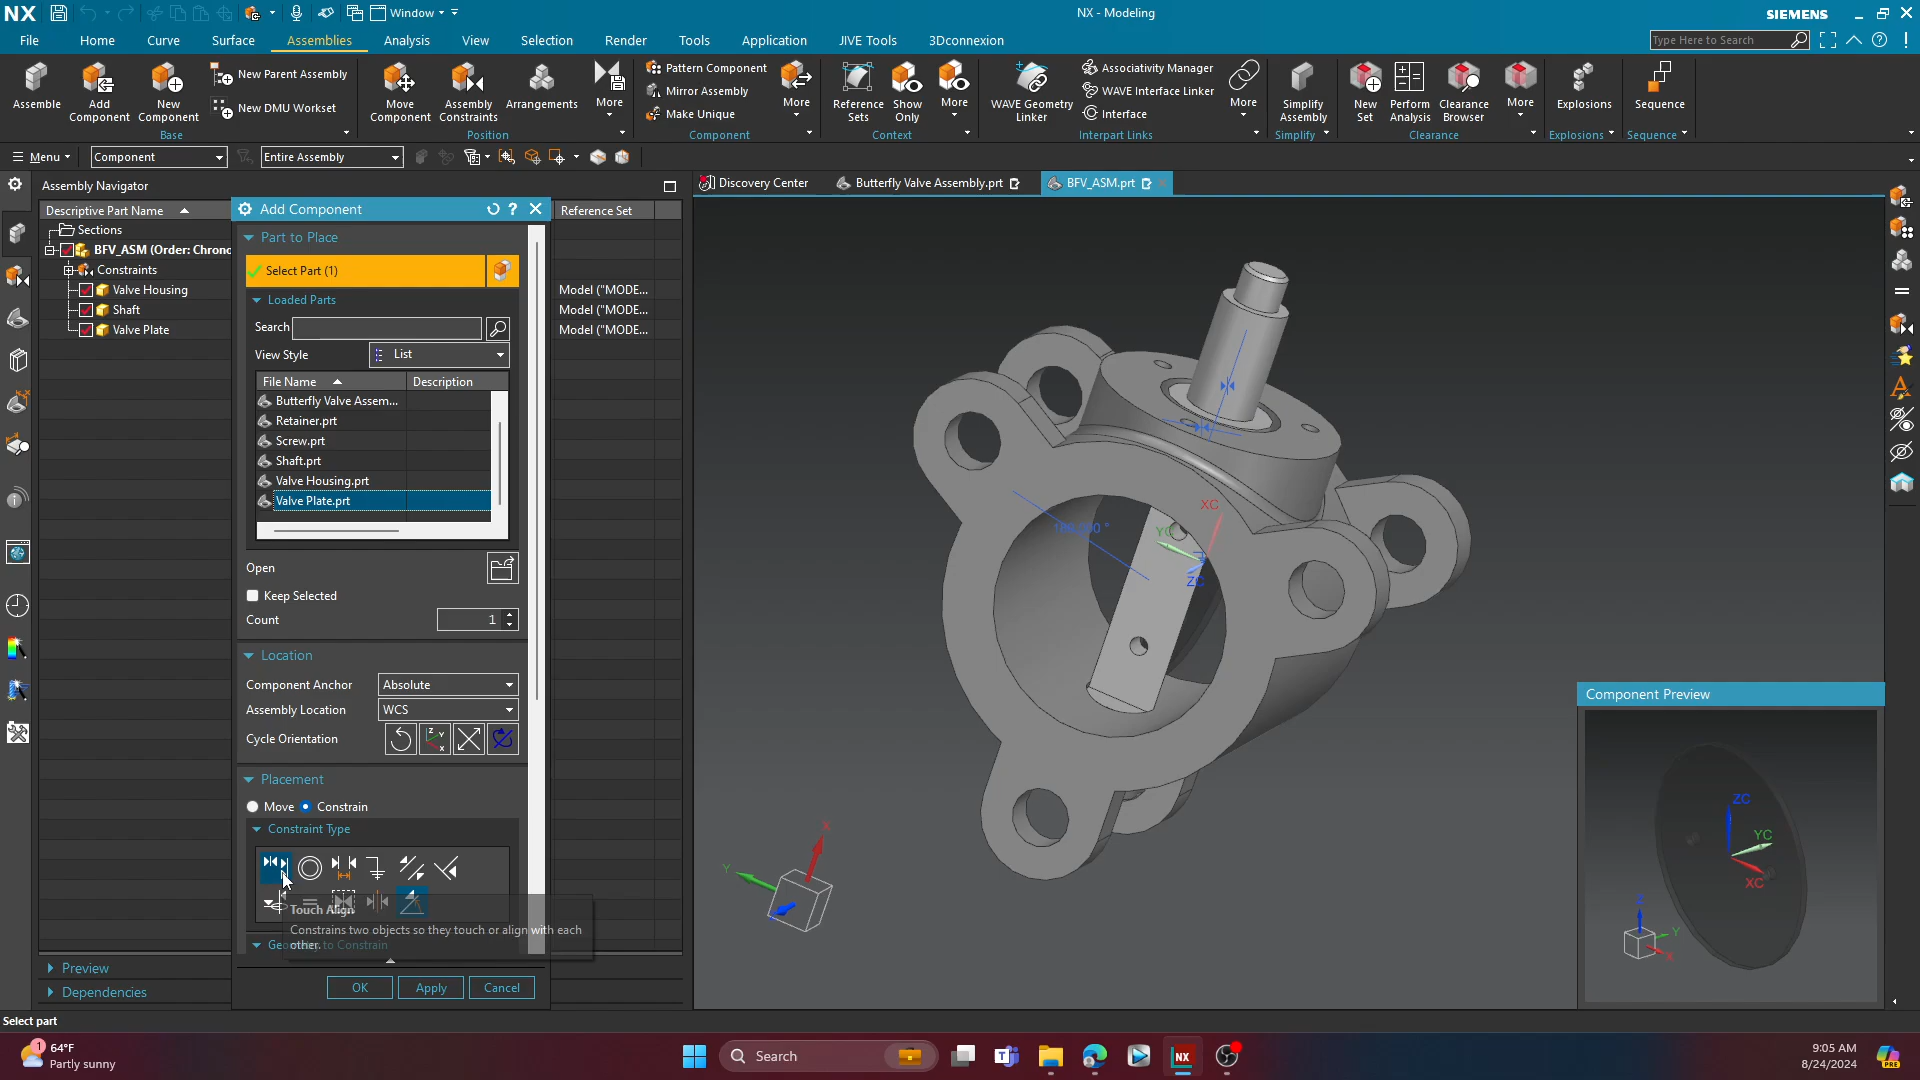 NX
Window
NX - Modeling
SIEMENS
File
Home
Curve
Surface
Assemblies
Analysis
View
Selection
Render
Tools
Application
JIVE Tools
3Dconnexion
Type Here to Search
Assemble
Add Component
New Component
New Parent Assembly
New DMU Workset
Base
Move Component
Assembly Constraints
Arrangements
More
Position
Pattern Component
Mirror Assembly
Make Unique
More
Component
Reference Sets
Show Only
More
Context
WAVE Geometry Linker
Associativity Manager
WAVE Interface Linker
Interface
More
Interpart Links
Simplify Assembly
Simplify
New Set
Perform Analysis
Clearance Browser
More
Clearance
Explosions
Explosions
Sequence
Sequence
Menu
Component
Entire Assembly
Assembly Navigator
Descriptive Part Name
Reference Set
Sections
BFV_ASM (Order: Chrono
Constraints
Valve Housing
Model ("MODE...
Shaft
Model ("MODE...
Valve Plate
Model ("MODE...
Preview
Dependencies
Add Component
Part to Place
Select Part (1)
Loaded Parts
Search
View Style
List
File Name
Description
Butterfly Valve Assem...
Retainer.prt
Screw.prt
Shaft.prt
Valve Housing.prt
Valve Plate.prt
Open
Keep Selected
Count
1
Location
Component Anchor
Absolute
Assembly Location
WCS
Cycle Orientation
Placement
Move
Constrain
Constraint Type
Touch Align
Constrains two objects so they touch or align with each
other.
to Constrain
OK
Apply
Cancel
Discovery Center
Butterfly Valve Assembly.prt
BFV_ASM.prt
XC
YC
ZC
X
Y
Component Preview
ZC
YC
XC
Z
Y
X
Select part
1
64°F
Partly sunny
Search
NX
9:05 AM
8/24/2024
PRE